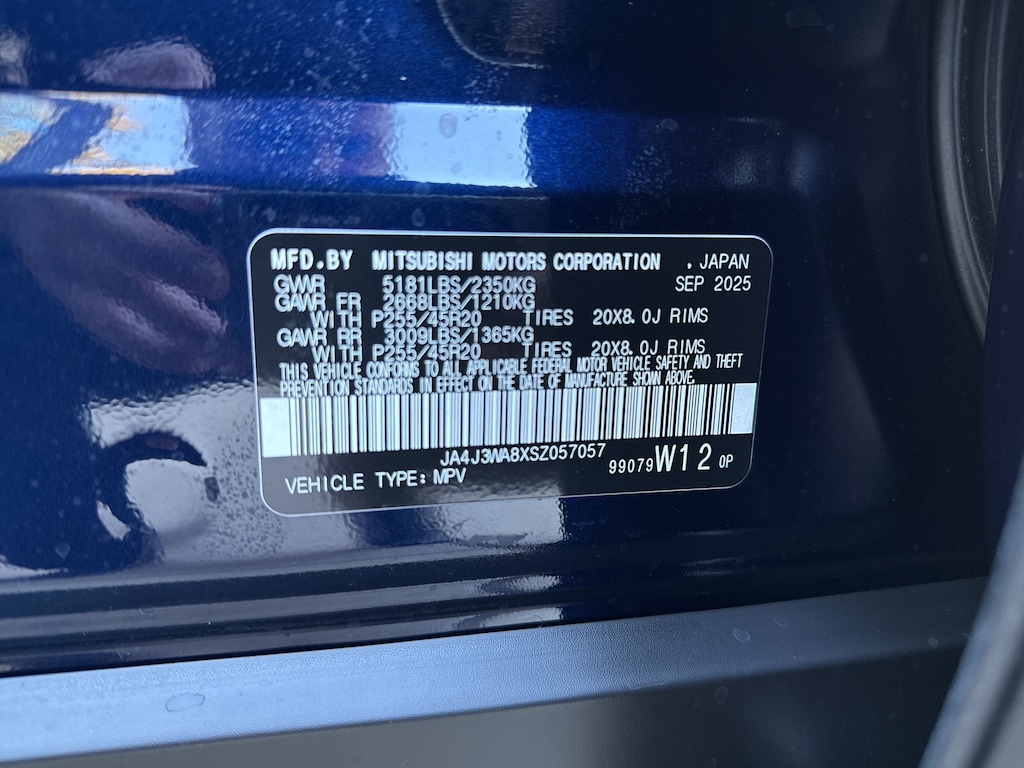 MFD.BY MITSUBISHI MOTORS CORPORATION . JAPAN
GVWR 5181LBS/2350KG SEP 2025
GAWR FR 2668LBS/1210KG
WITH P255/45R20 TIRES 20X8.0J RIMS
GAWR RR 3009LBS/1365KG
WITH P255/45R20 TIRES 20X8.0J RIMS
THIS VEHICLE CONFORMS TO ALL APPLICABLE FEDERAL MOTOR VEHICLE SAFETY AND THEFT
PREVENTION STANDARDS IN EFFECT ON THE DATE OF MANUFACTURE SHOWN ABOVE.
JA4J3WA8XSZ057057
99079 W12 OP
VEHICLE TYPE: MPV